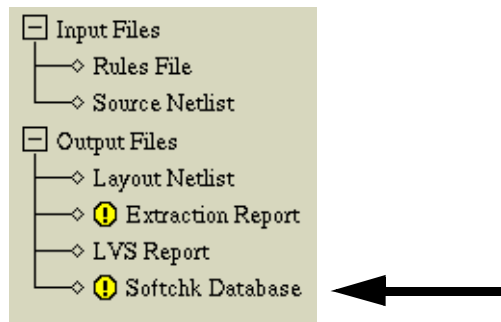 Input Files
Rules File
Source Netlist
Output Files
Layout Netlist
Extraction Report
LVS Report
Softchk Database